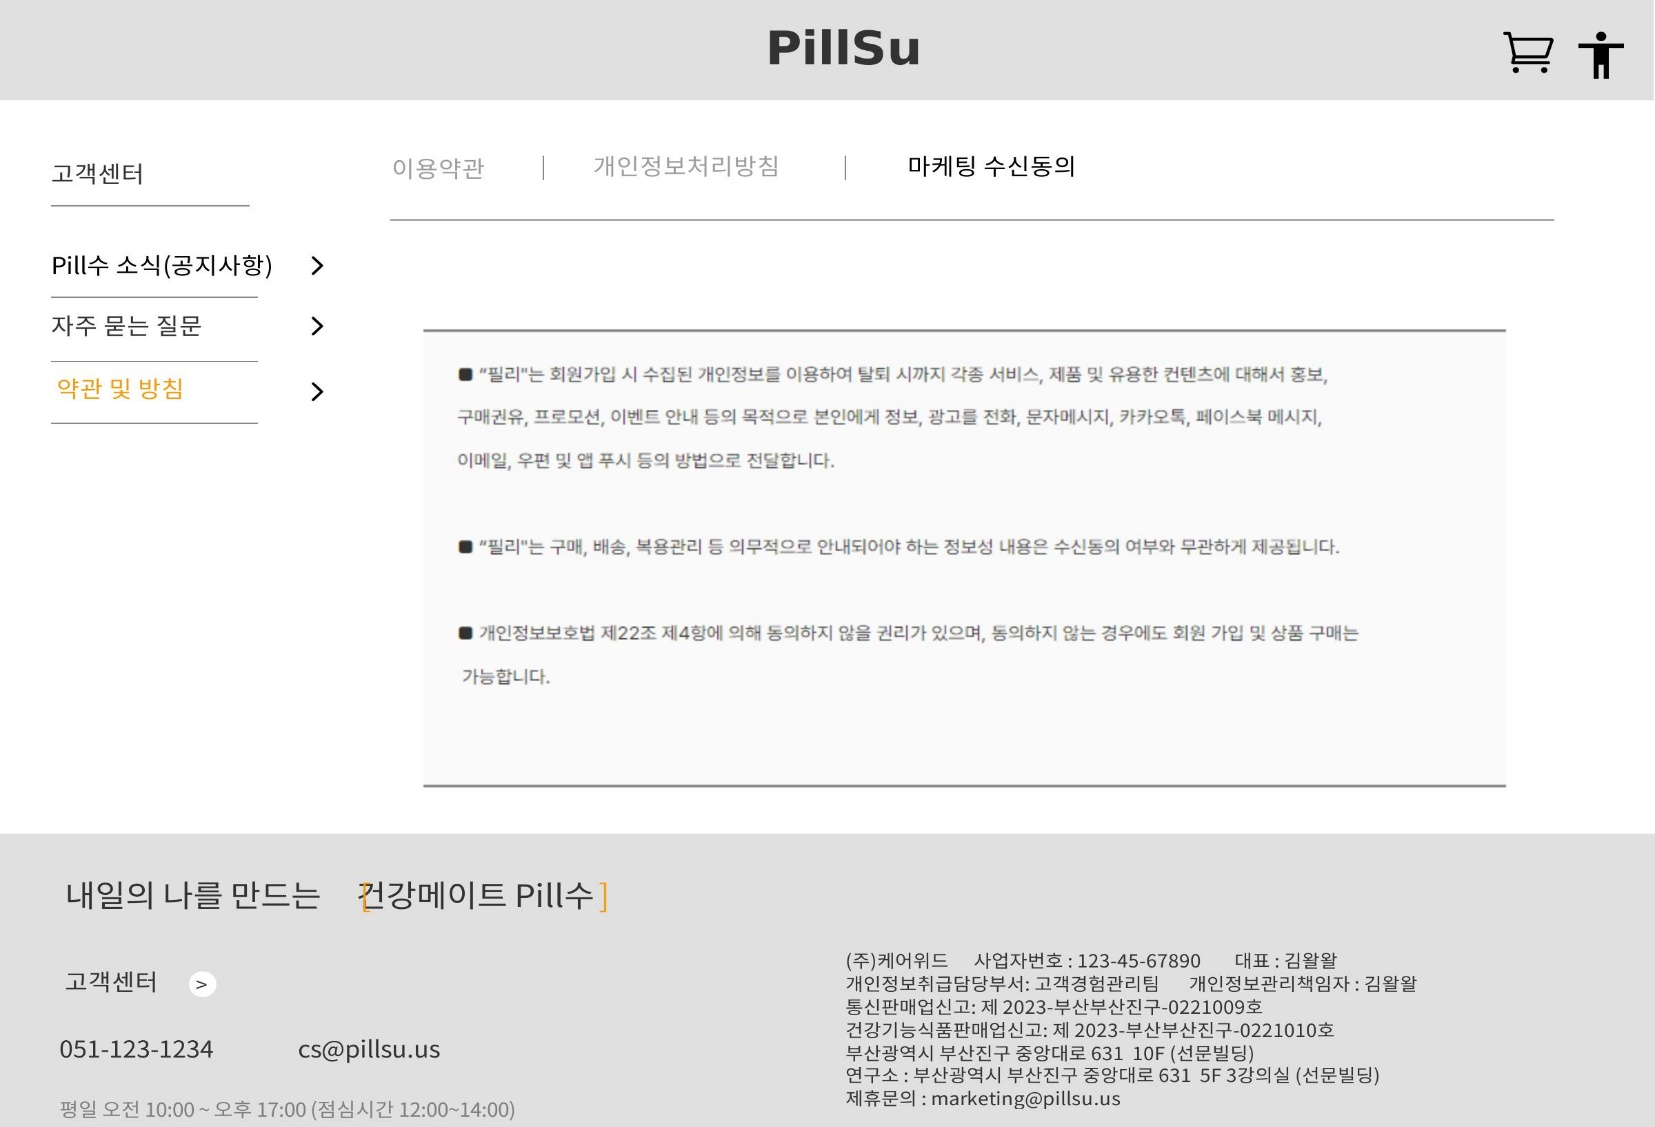 PillSu
고객센터
이용약관 | 개인정보처리방침 | 마케팅 수신동의
Pill수 소식(공지사항)
자주 묻는 질문
약관 및 방침
■ “필리"는 회원가입 시 수집된 개인정보를 이용하여 탈퇴 시까지 각종 서비스, 제품 및 유용한 컨텐츠에 대해서 홍보,
구매권유, 프로모션, 이벤트 안내 등의 목적으로 본인에게 정보, 광고를 전화, 문자메시지, 카카오톡, 페이스북 메시지,
이메일, 우편 및 앱 푸시 등의 방법으로 전달합니다.
■ “필리"는 구매, 배송, 복용관리 등 의무적으로 안내되어야 하는 정보성 내용은 수신동의 여부와 무관하게 제공됩니다.
■ 개인정보보호법 제22조 제4항에 의해 동의하지 않을 권리가 있으며, 동의하지 않는 경우에도 회원 가입 및 상품 구매는
가능합니다.
내일의 나를 만드는 [건강메이트 Pill수]
고객센터 >
051-123-1234 cs@pillsu.us
평일 오전 10:00 ~ 오후 17:00 (점심시간 12:00~14:00)
(주)케어위드 사업자번호 : 123-45-67890 대표 : 김왈왈
개인정보취급담당부서: 고객경험관리팀 개인정보관리책임자 : 김왈왈
통신판매업신고: 제 2023-부산부산진구-0221009호
건강기능식품판매업신고: 제 2023-부산부산진구-0221010호
부산광역시 부산진구 중앙대로 631 10F (선문빌딩)
연구소 : 부산광역시 부산진구 중앙대로 631 5F 3강의실 (선문빌딩)
제휴문의 : marketing@pillsu.us